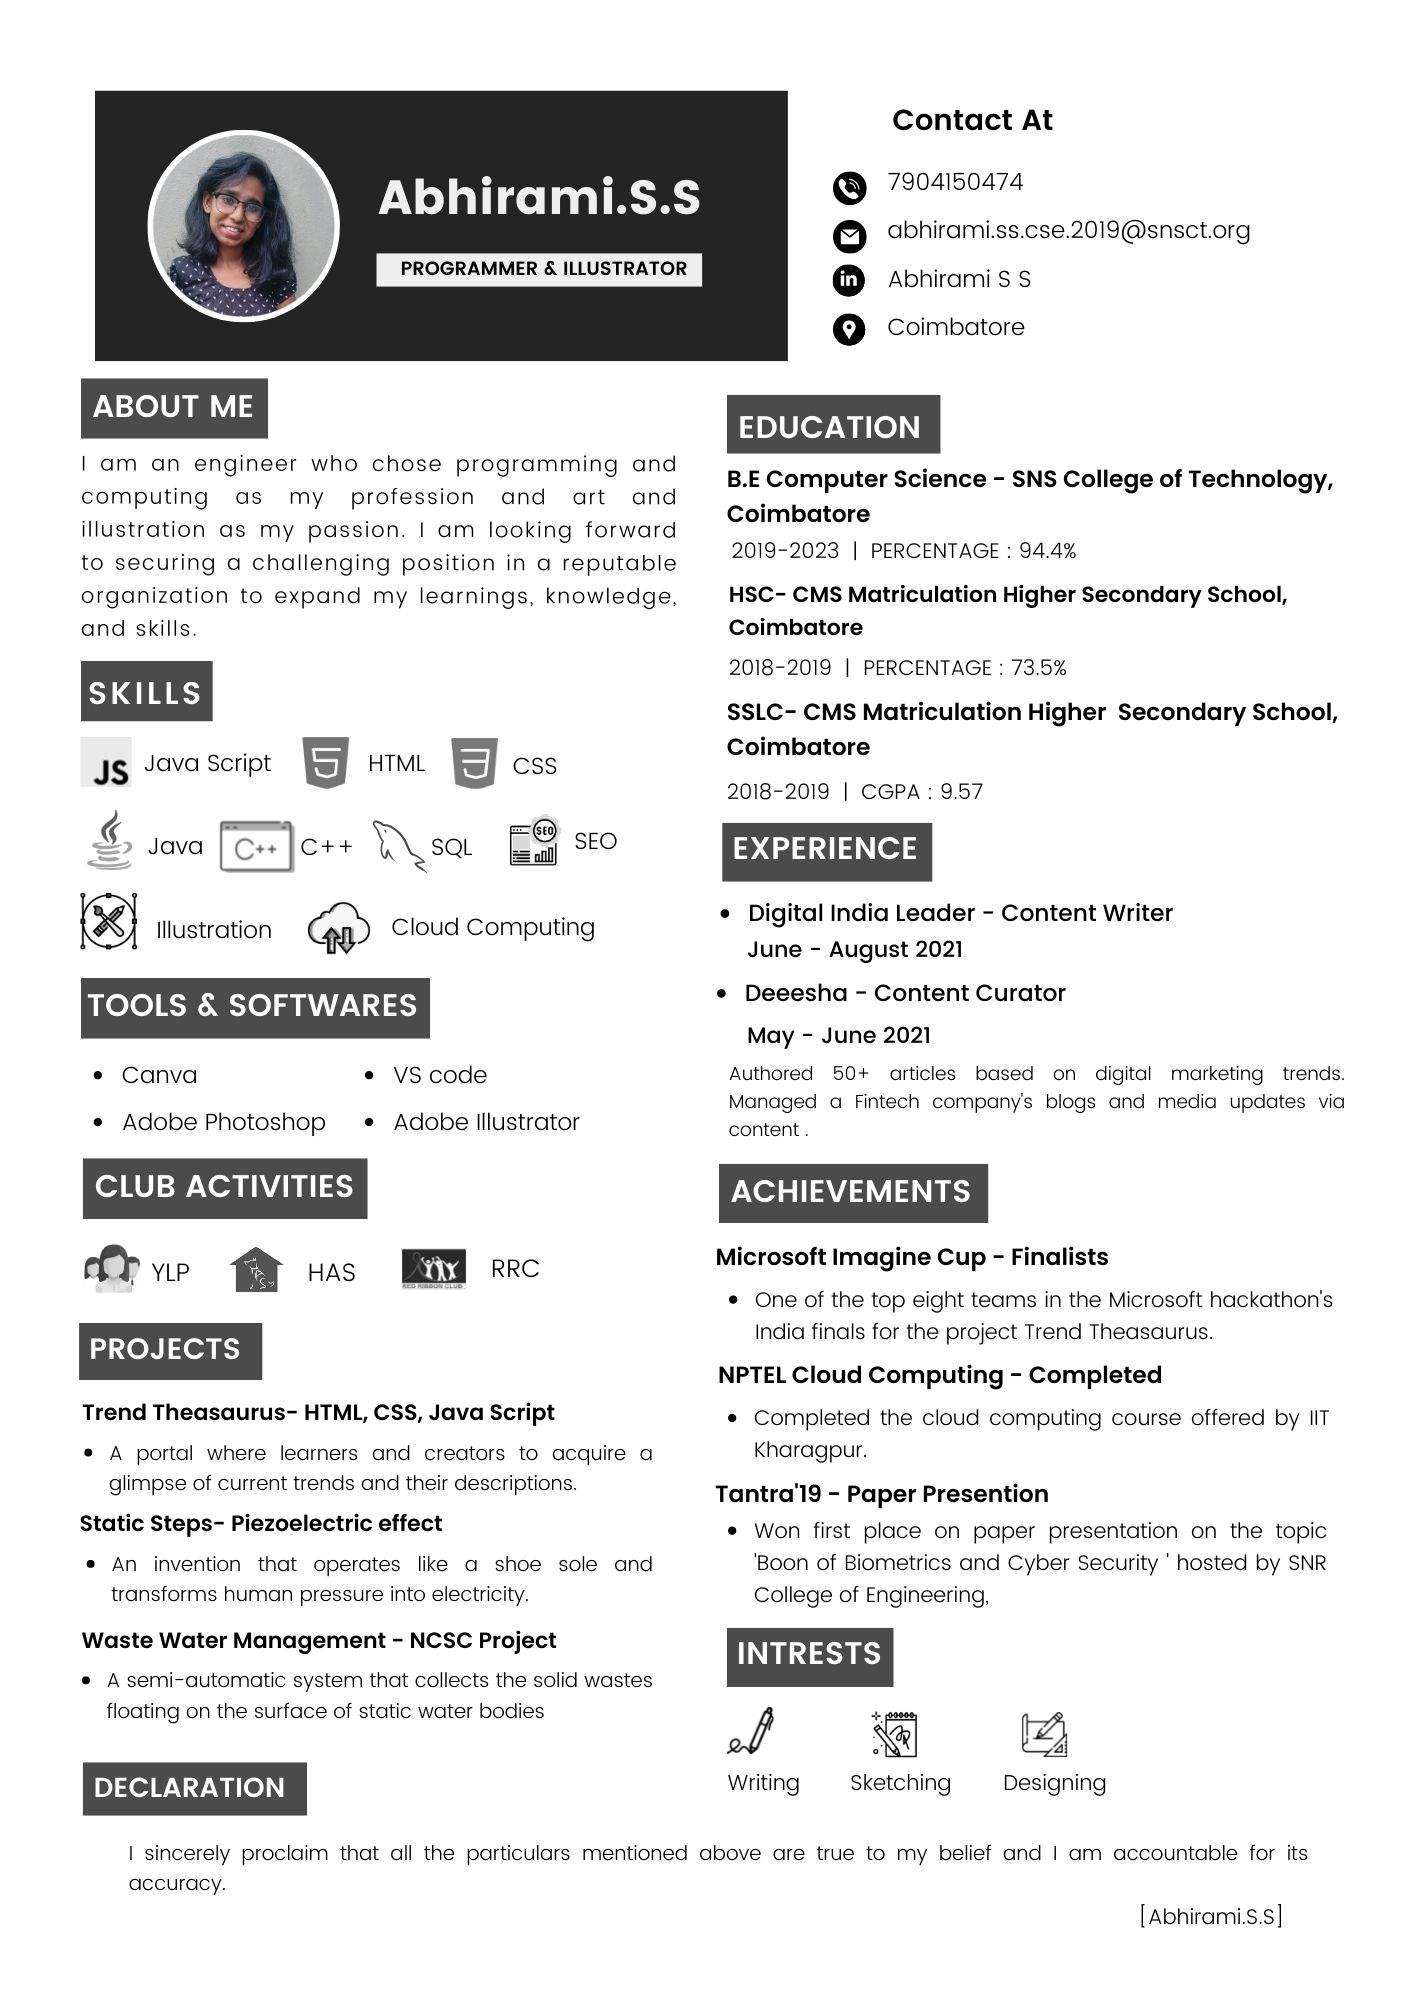 Abhirami.S.S
PROGRAMMER & ILLUSTRATOR
Contact At
7904150474
abhirami.ss.cse.2019@snsct.org
in
Abhirami S S
Coimbatore
ABOUT ME
I am an engineer who chose programming and
computing as my profession and art and
illustration as my passion. I am looking forward
to securing a challenging position in a reputable
organization to expand my learnings, knowledge,
and skills.
SKILLS
JS Java Script HTML CSS
Java C++ C++ SQL SEO SEO
Illustration Cloud Computing
TOOLS & SOFTWARES
• Canva • VS code
• Adobe Photoshop • Adobe Illustrator
CLUB ACTIVITIES
YLP HAS RRC
RED RIBBON CLUB
PROJECTS
Trend Theasaurus- HTML, CSS, Java Script
• A portal where learners and creators to acquire a
glimpse of current trends and their descriptions.
Static Steps- Piezoelectric effect
• An invention that operates like a shoe sole and
transforms human pressure into electricity.
Waste Water Management - NCSC Project
• A semi-automatic system that collects the solid wastes
floating on the surface of static water bodies
EDUCATION
B.E Computer Science - SNS College of Technology,
Coimbatore
2019-2023 | PERCENTAGE : 94.4%
HSC- CMS Matriculation Higher Secondary School,
Coimbatore
2018-2019 | PERCENTAGE : 73.5%
SSLC- CMS Matriculation Higher Secondary School,
Coimbatore
2018-2019 | CGPA : 9.57
EXPERIENCE
• Digital India Leader - Content Writer
June - August 2021
• Deeesha - Content Curator
May - June 2021
Authored 50+ articles based on digital marketing trends.
Managed a Fintech company's blogs and media updates via
content .
ACHIEVEMENTS
Microsoft Imagine Cup - Finalists
• One of the top eight teams in the Microsoft hackathon's
India finals for the project Trend Theasaurus.
NPTEL Cloud Computing - Completed
• Completed the cloud computing course offered by IIT
Kharagpur.
Tantra'19 - Paper Presention
• Won first place on paper presentation on the topic
'Boon of Biometrics and Cyber Security ' hosted by SNR
College of Engineering,
INTRESTS
Writing Sketching Designing
DECLARATION
I sincerely proclaim that all the particulars mentioned above are true to my belief and I am accountable for its
accuracy.
[Abhirami.S.S]